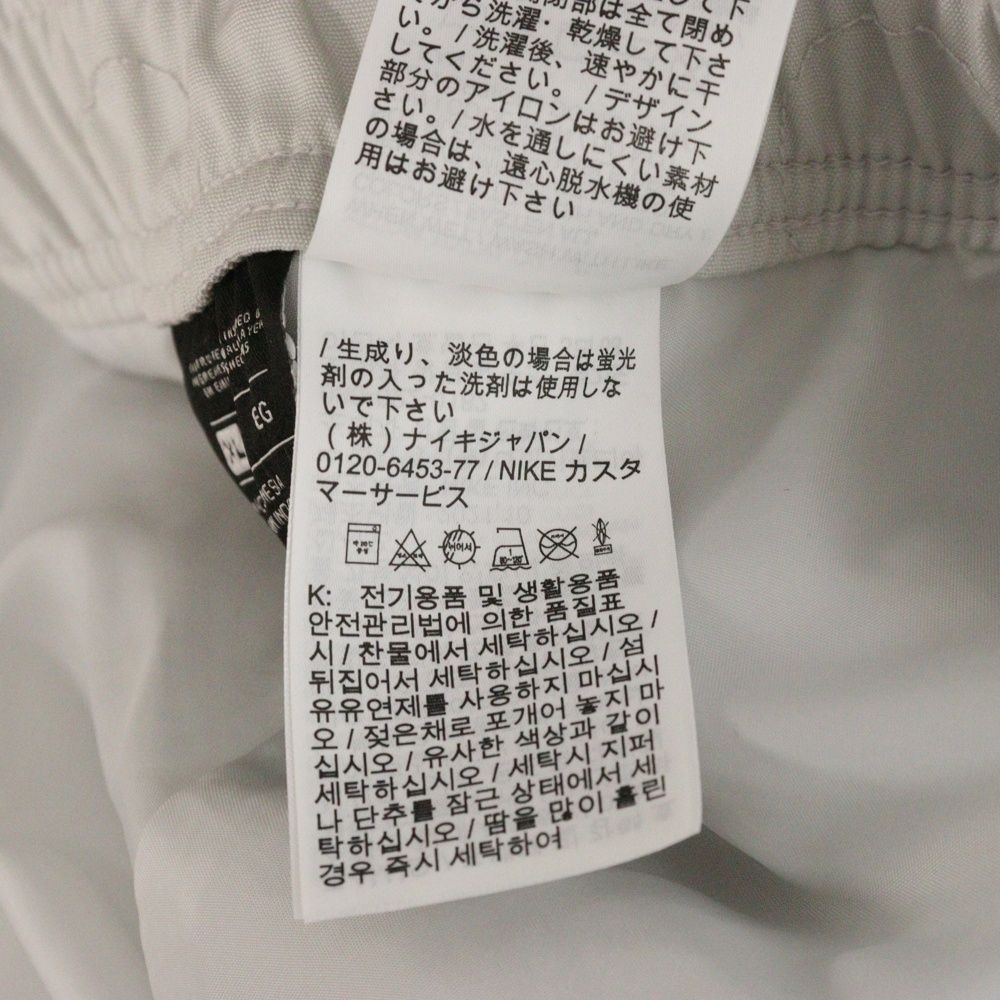 閉部は全て閉め
から洗濯・乾燥して下さ
い。/洗濯後、速やかに干
してください。/デザイン
部分のアイロンはお避け下
さい。/水を通しにくい素材
の場合は、遠心脱水機の使
用はお避け下さい
/生成り、淡色の場合は蛍光
剤の入った洗剤は使用しな
いで下さい
(株)ナイキジャパン/
0120-6453-77/NIKE カスタ
マーサービス
K: 전기용품 및 생활용품
안전관리법에 의한 품질표
시/찬물에서 세탁하십시오/
뒤집어서 세탁하십시오/섬
유유연제를 사용하지 마십시
오/젖은채로 포개어 놓지 마
십시오/유사한 색상과 같이
세탁하십시오/세탁시 지퍼
나 단추를 잠근 상태에서 세
탁하십시오/땀을 많이 흘린
경우 즉시 세탁하여
XL
EG